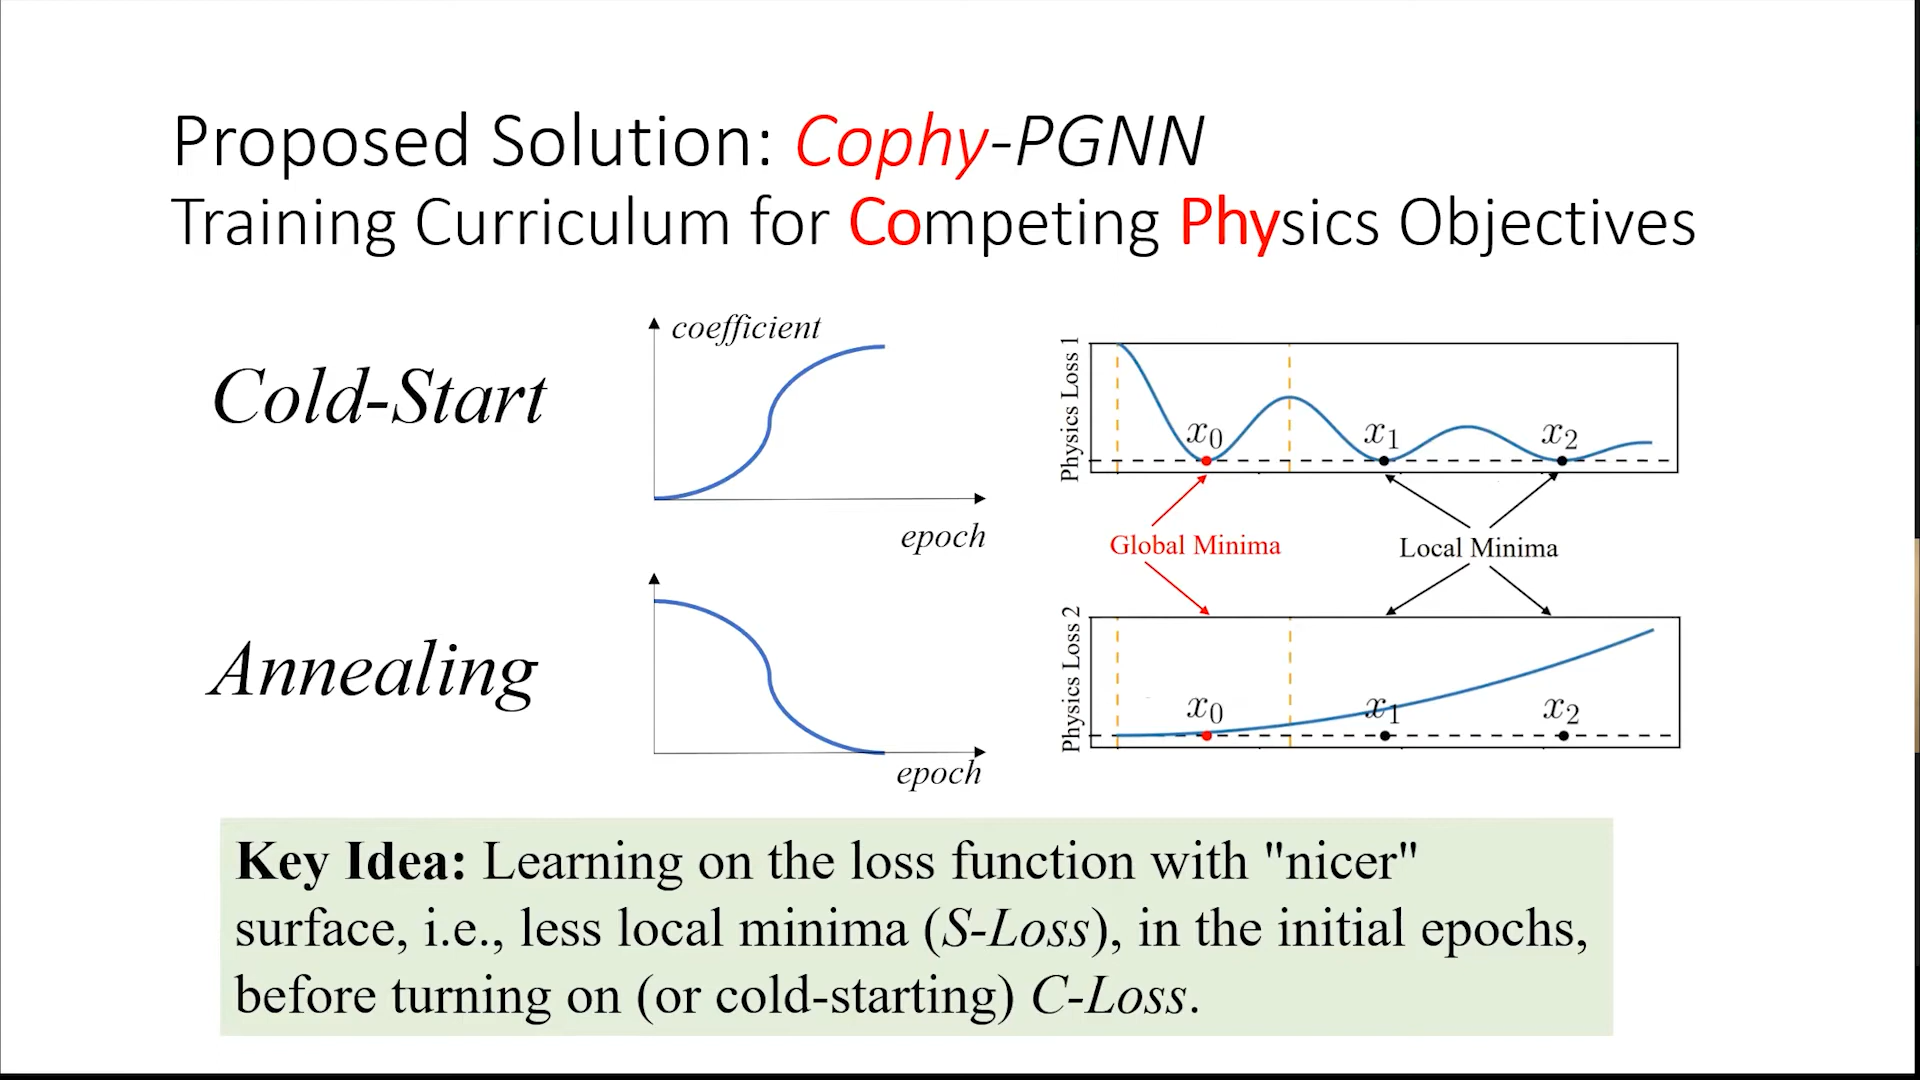 Proposed Solution: Cophy-PGNN
Training Curriculum for Competing Physics Objectives
Cold-Start
coefficient
epoch
Physics Loss 1
x0
x1
x2
Global Minima
Local Minima
Annealing
epoch
Physics Loss 2
x0
x1
x2
Key Idea: Learning on the loss function with "nicer"
surface, i.e., less local minima (S-Loss), in the initial epochs,
before turning on (or cold-starting) C-Loss.